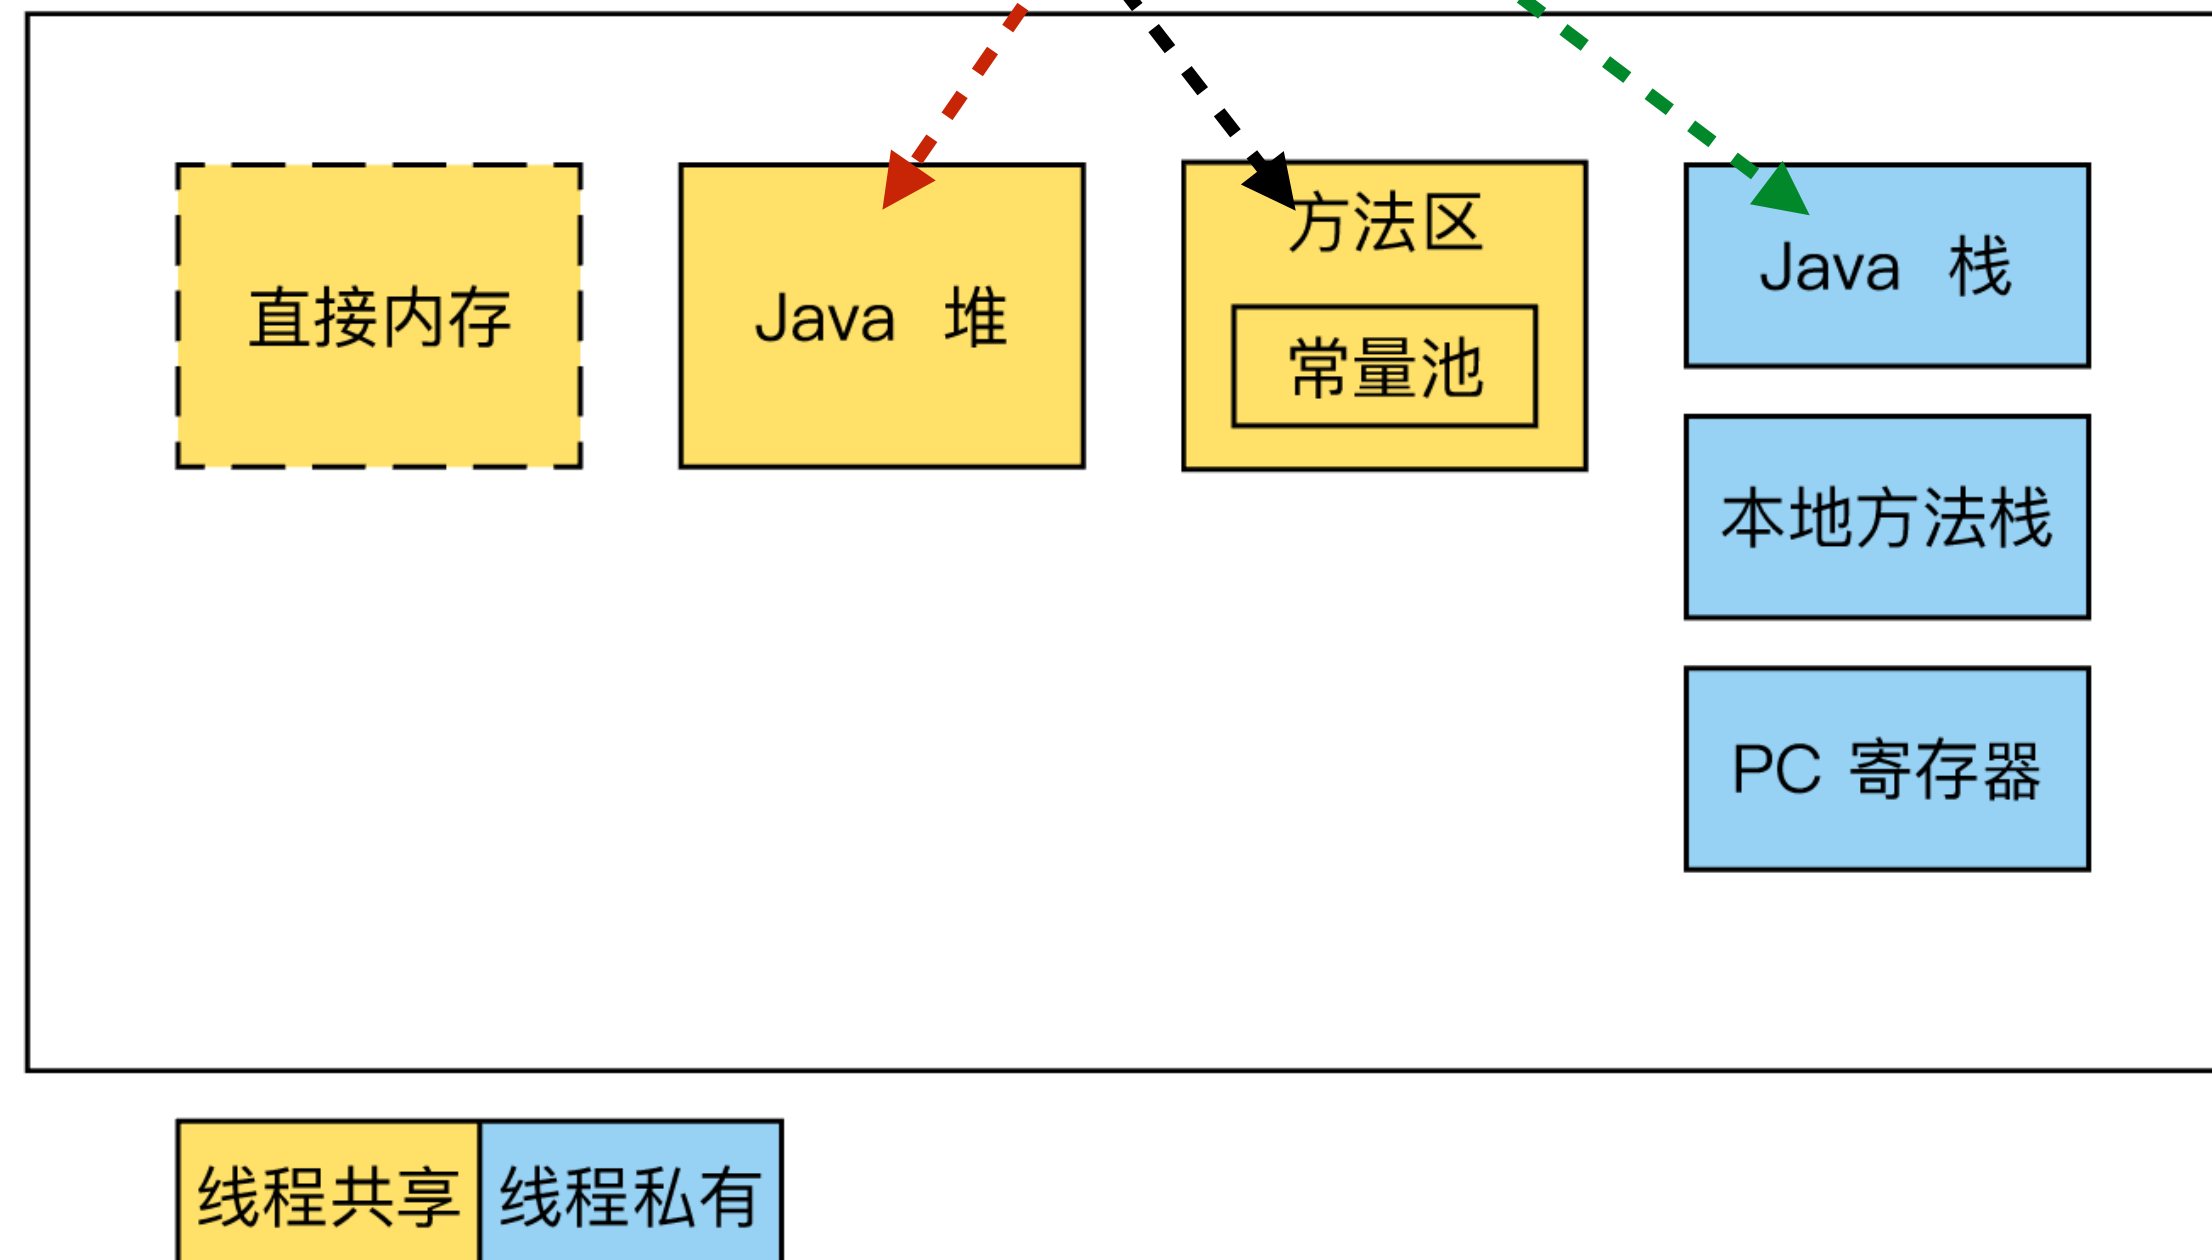 直接内存
Java 堆
方法区
常量池
Java 栈
本地方法栈
PC 寄存器
线程共享
线程私有